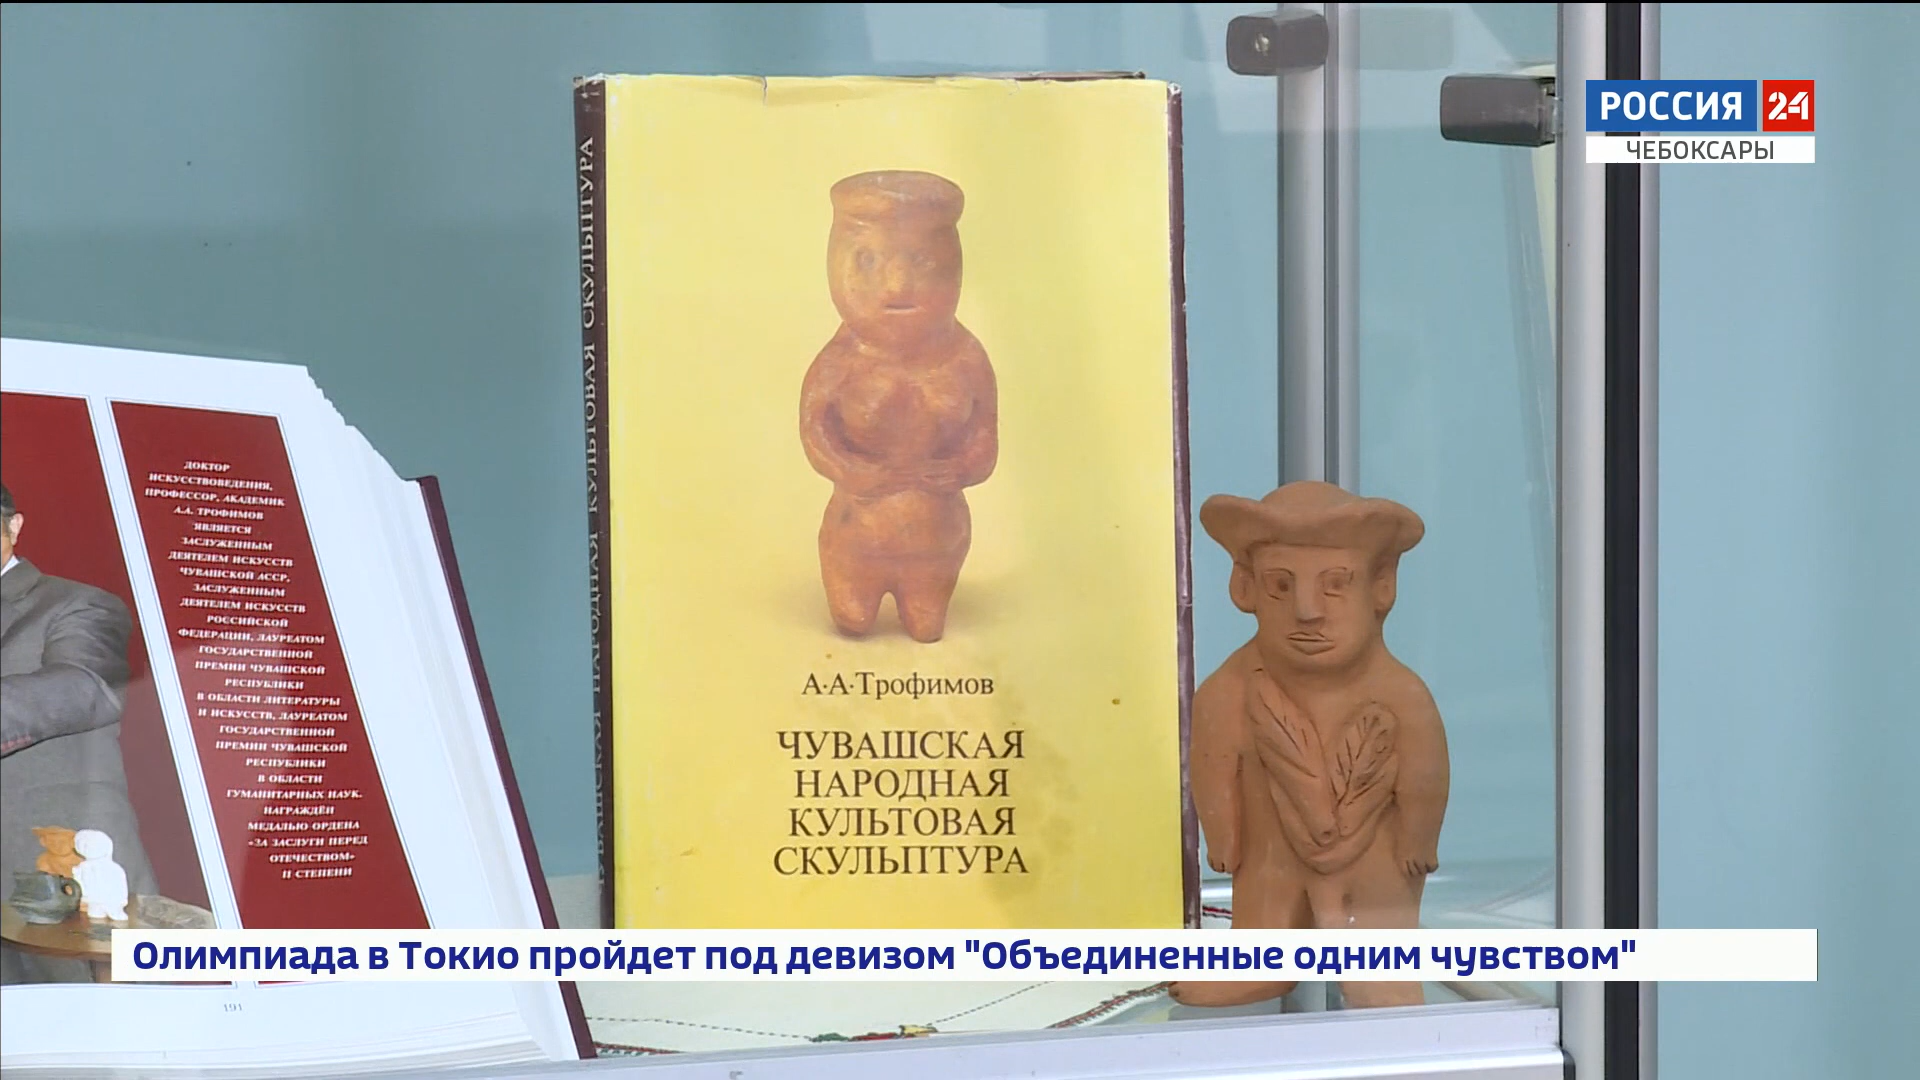 РОССИЯ 24
ЧЕБОКСАРЫ
ЧУВАШСКАЯ НАРОДНАЯ КУЛЬТОВАЯ СКУЛЬПТУРА
А·А·Трофимов
ЧУВАШСКАЯ
НАРОДНАЯ
КУЛЬТОВАЯ
СКУЛЬПТУРА
ДОКТОР
ИСКУССТВОВЕДЕНИЯ,
ПРОФЕССОР, АКАДЕМИК
А.А. ТРОФИМОВ
ЯВЛЯЕТСЯ
ЗАСЛУЖЕННЫМ
ДЕЯТЕЛЕМ ИСКУССТВ
ЧУВАШСКОЙ АССР,
ЗАСЛУЖЕННЫМ
ДЕЯТЕЛЕМ ИСКУССТВ
РОССИЙСКОЙ
ФЕДЕРАЦИИ, ЛАУРЕАТОМ
ГОСУДАРСТВЕННОЙ
ПРЕМИИ ЧУВАШСКОЙ
РЕСПУБЛИКИ
В ОБЛАСТИ ЛИТЕРАТУРЫ
И ИСКУССТВ, ЛАУРЕАТОМ
ГОСУДАРСТВЕННОЙ
ПРЕМИИ ЧУВАШСКОЙ
РЕСПУБЛИКИ
В ОБЛАСТИ
ГУМАНИТАРНЫХ НАУК.
НАГРАЖДЁН
МЕДАЛЬЮ ОРДЕНА
«ЗА ЗАСЛУГИ ПЕРЕД
ОТЕЧЕСТВОМ»
II СТЕПЕНИ
191
Олимпиада в Токио пройдет под девизом "Объединенные одним чувством"